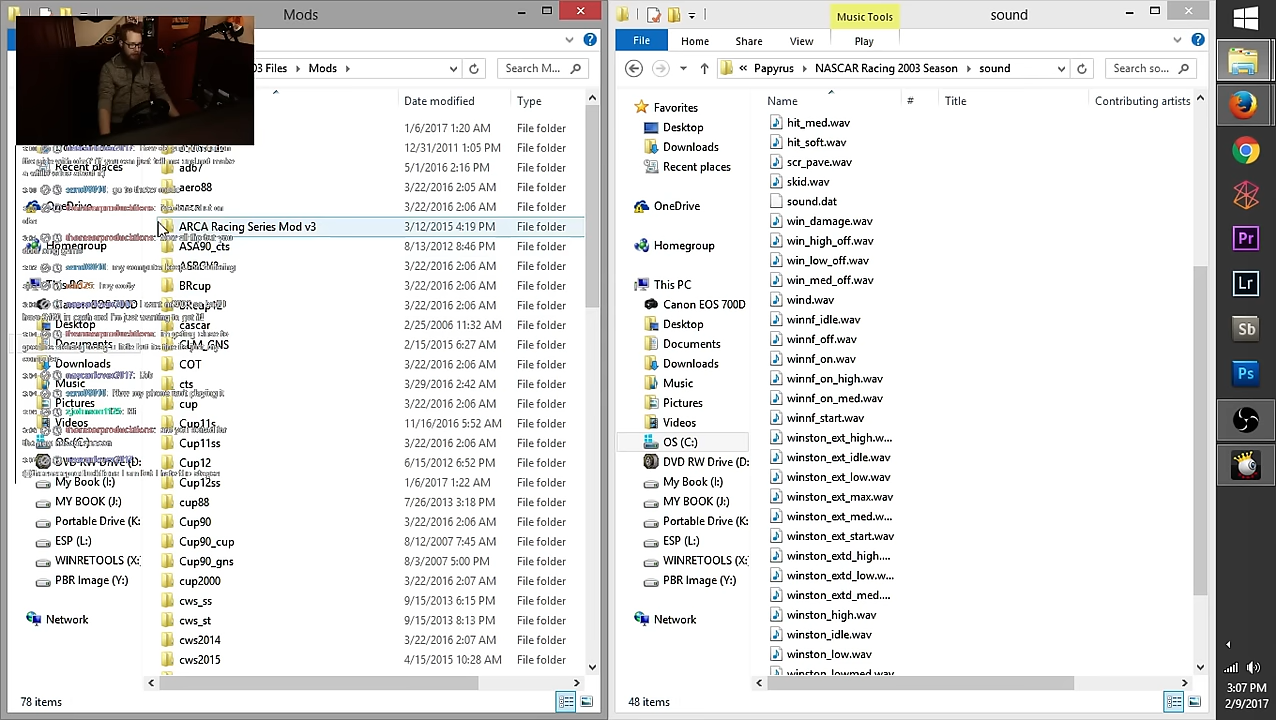 Mods
03 Files
Mods
Search M...
Date modified
Type
1/6/2017 1:20 AM
File folder
12/31/2011 1:05 PM
File folder
Recent places
adb7
5/1/2016 2:16 PM
File folder
aero88
3/22/2016 2:05 AM
File folder
OneDrive
3/22/2016 2:06 AM
File folder
ARCA Racing Series Mod v3
3/12/2015 4:19 PM
File folder
Homegroup
ASA90_cts
8/13/2012 8:46 PM
File folder
3/22/2016 2:06 AM
File folder
BRcup
3/22/2016 2:06 AM
File folder
3/22/2016 2:06 AM
File folder
Desktop
cascar
2/25/2006 11:32 AM
File folder
Documents
2/15/2015 6:27 AM
File folder
Downloads
COT
3/22/2016 2:06 AM
File folder
Music
cts
3/29/2016 2:42 AM
File folder
Pictures
cup
3/22/2016 2:06 AM
File folder
Videos
Cup11s
11/16/2016 5:52 AM
File folder
Cup11ss
3/22/2016 2:06 AM
File folder
DVD RW Drive (D:
Cup12
6/15/2012 6:52 PM
File folder
My Book (I:)
Cup12ss
1/6/2017 1:22 AM
File folder
MY BOOK (J:)
cup88
7/26/2013 3:18 PM
File folder
Portable Drive (K:
Cup90
3/22/2016 2:06 AM
File folder
ESP (L:)
Cup90_cup
8/12/2007 7:45 AM
File folder
WINRETOOLS (X:)
Cup90_gns
8/3/2007 5:00 PM
File folder
PBR Image (Y:)
cup2000
3/22/2016 2:07 AM
File folder
cws_ss
9/15/2013 6:15 PM
File folder
Network
cws_st
9/15/2013 8:13 PM
File folder
cws2014
3/22/2016 2:07 AM
File folder
cws2015
4/15/2015 10:28 AM
File folder
78 items
Music Tools
sound
File
Home
Share
View
Play
Papyrus
NASCAR Racing 2003 Season
sound
Search so...
Name
#
Title
Contributing artists
Favorites
Desktop
Downloads
Recent places
OneDrive
Homegroup
This PC
Canon EOS 700D
Desktop
Documents
Downloads
Music
Pictures
Videos
OS (C:)
DVD RW Drive (D:
My Book (I:)
MY BOOK (J:)
Portable Drive (K:
ESP (L:)
WINRETOOLS (X:
PBR Image (Y:)
Network
hit_med.wav
hit_soft.wav
scr_pave.wav
skid.wav
sound.dat
win_damage.wav
win_high_off.wav
win_low_off.wav
win_med_off.wav
wind.wav
winnf_idle.wav
winnf_off.wav
winnf_on.wav
winnf_on_high.wav
winnf_on_med.wav
winnf_start.wav
winston_ext_high.w...
winston_ext_idle.wav
winston_ext_low.wav
winston_ext_max.wav
winston_ext_med.w...
winston_ext_start.wav
winston_extd_high....
winston_extd_low.w...
winston_extd_med....
winston_high.wav
winston_idle.wav
winston_low.wav
winston_lowmed.wav
48 items
Pr
Lr
Sb
Ps
3:07 PM
2/9/2017